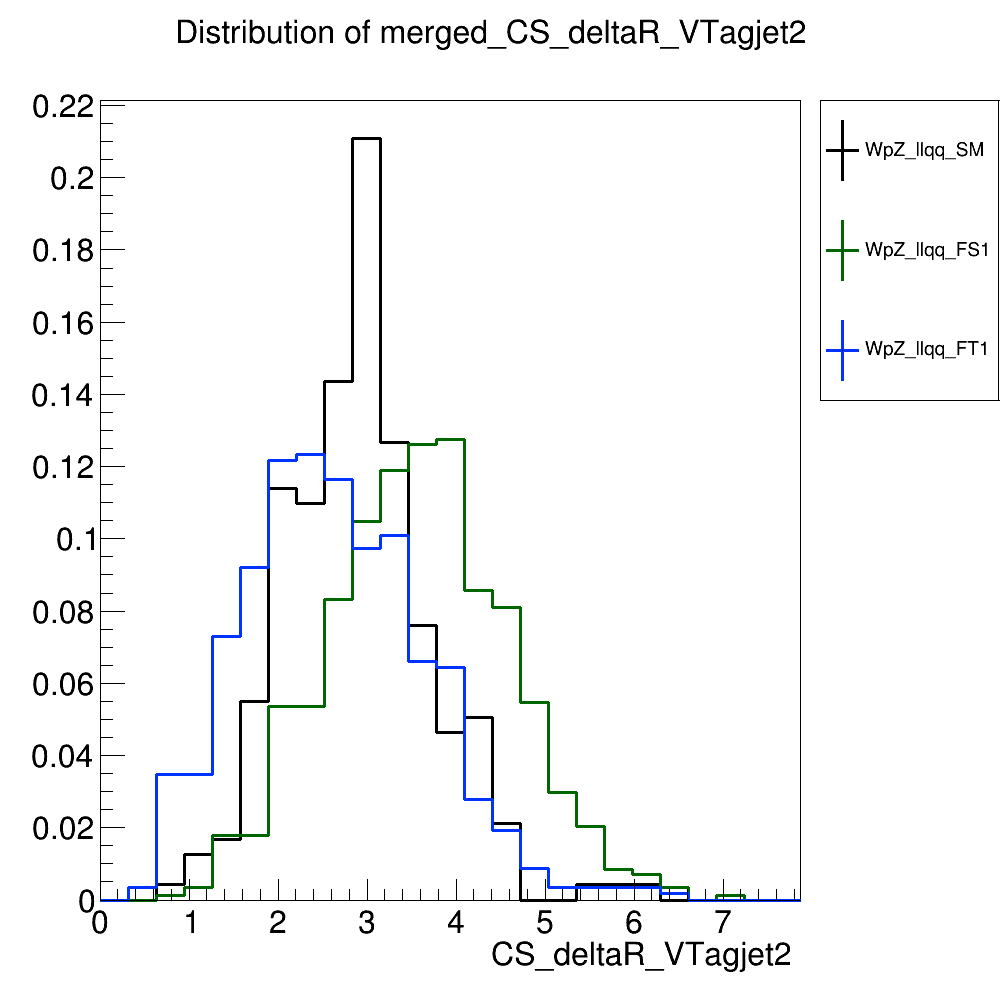 Distribution of merged_CS_deltaR_VTagjet2
0.22
0.2
0.18
0.16
0.14
0.12
0.1
0.08
0.06
0.04
0.02
0
0 1 2 3 4 5 6 7
CS_deltaR_VTagjet2
WpZ_llqq_SM
WpZ_llqq_FS1
WpZ_llqq_FT1